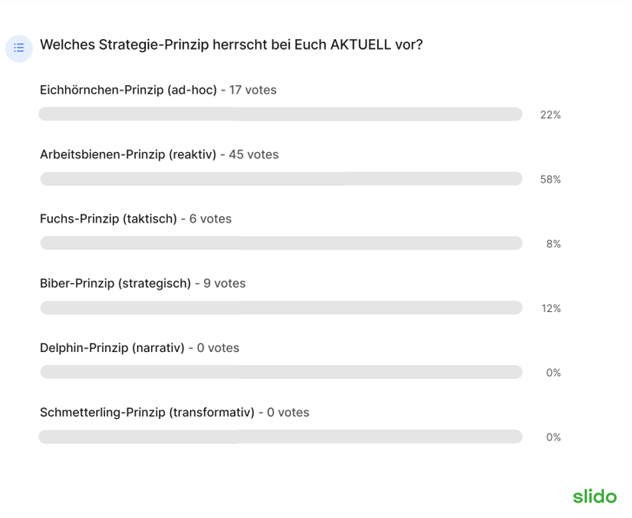 Welches Strategie-Prinzip herrscht bei Euch AKTUELL vor?
Eichhörnchen-Prinzip (ad-hoc) - 17 votes
22%
Arbeitsbienen-Prinzip (reaktiv) - 45 votes
58%
Fuchs-Prinzip (taktisch) - 6 votes
8%
Biber-Prinzip (strategisch) - 9 votes
12%
Delphin-Prinzip (narrativ) - 0 votes
0%
Schmetterling-Prinzip (transformativ) - 0 votes
0%
slido